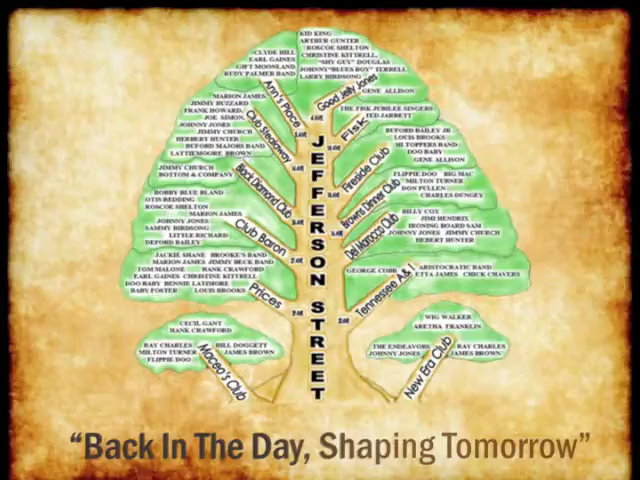 KID KING
ARTHUR GUNTER
ROSCOE SHELTON
CHRISTINE KITTRELL,
"SHY GUY" DOUGLAS
JOHNNY "BLUES BOY" TERRELL
LARRY BIRDSONG
Good Jelly Jones
GENE ALLISON
THE FISK JUBILEE SINGERS
TED JARRETT
Fisk
BUFORD BAILEY JR
LOUIS BROOKS
HI TOPPERS BAND
DOO BABY
GENE ALLISON
Fireside Club
FLIPPIE DOO BIG MAC
MILTON TURNER
DON PULLEN
CHARLES DUNGEY
Brown's Dinner Club
BILLY COX
JIMI HENDRIX
IRONING BOARD SAM
JOHNNY JONES JIMMY CHURCH
HEBERT HUNTER
Del Marocco Club
GEORGE COBB
ARISTOCRATIC BAND
ETTA JAMES CHICK CHAVERS
Tennessee A& I
WIG WALKER
ARETHA FRANKLIN
THE ENDEAVORS
JOHNNY JONES
RAY CHARLES
JAMES BROWN
New Era Club
CLYDE HILL
EARL GAINES
GIFT MOONLAND
RUDY PALMER BAND
Ann's Place
MARION JAMES
JIMMY BUZZARD
FRANK HOWARD,
JOE SIMON,
JOHNNY JONES
JIMMY CHURCH
HERBERT HUNTER
BUFORD MAJORS BAND
LATTIEMOORE BROWN
Club Stealaway
JIMMY CHURCH
BOTTOM & COMPANY
Black Diamond Club
BOBBY BLUE BLAND
OTIS REDDING
ROSCOE SHELTON
MARION JAMES
JOHNNY JONES
SAMMY BIRDSONG
LITTLE RICHARD
DEFORD BAILEY
Club Baron
JACKIE SHANE BROOKE'S BAND
MARION JAMES JIMMY BECK BAND
TOM MALONE HANK CRAWFORD
EARL GAINES CHRISTINE KITTRELL
DOO BABY BENNIE LATIMORE
BABY FOSTER LOUIS BROOKS
Prices
CECIL GANT
HANK CRAWFORD
RAY CHARLES
MILTON TURNER
FLIPPIE DOO
BILL DOGGETT
JAMES BROWN
Maceo's Club
JEFFERSON STREET
"Back In The Day, Shaping Tomorrow"